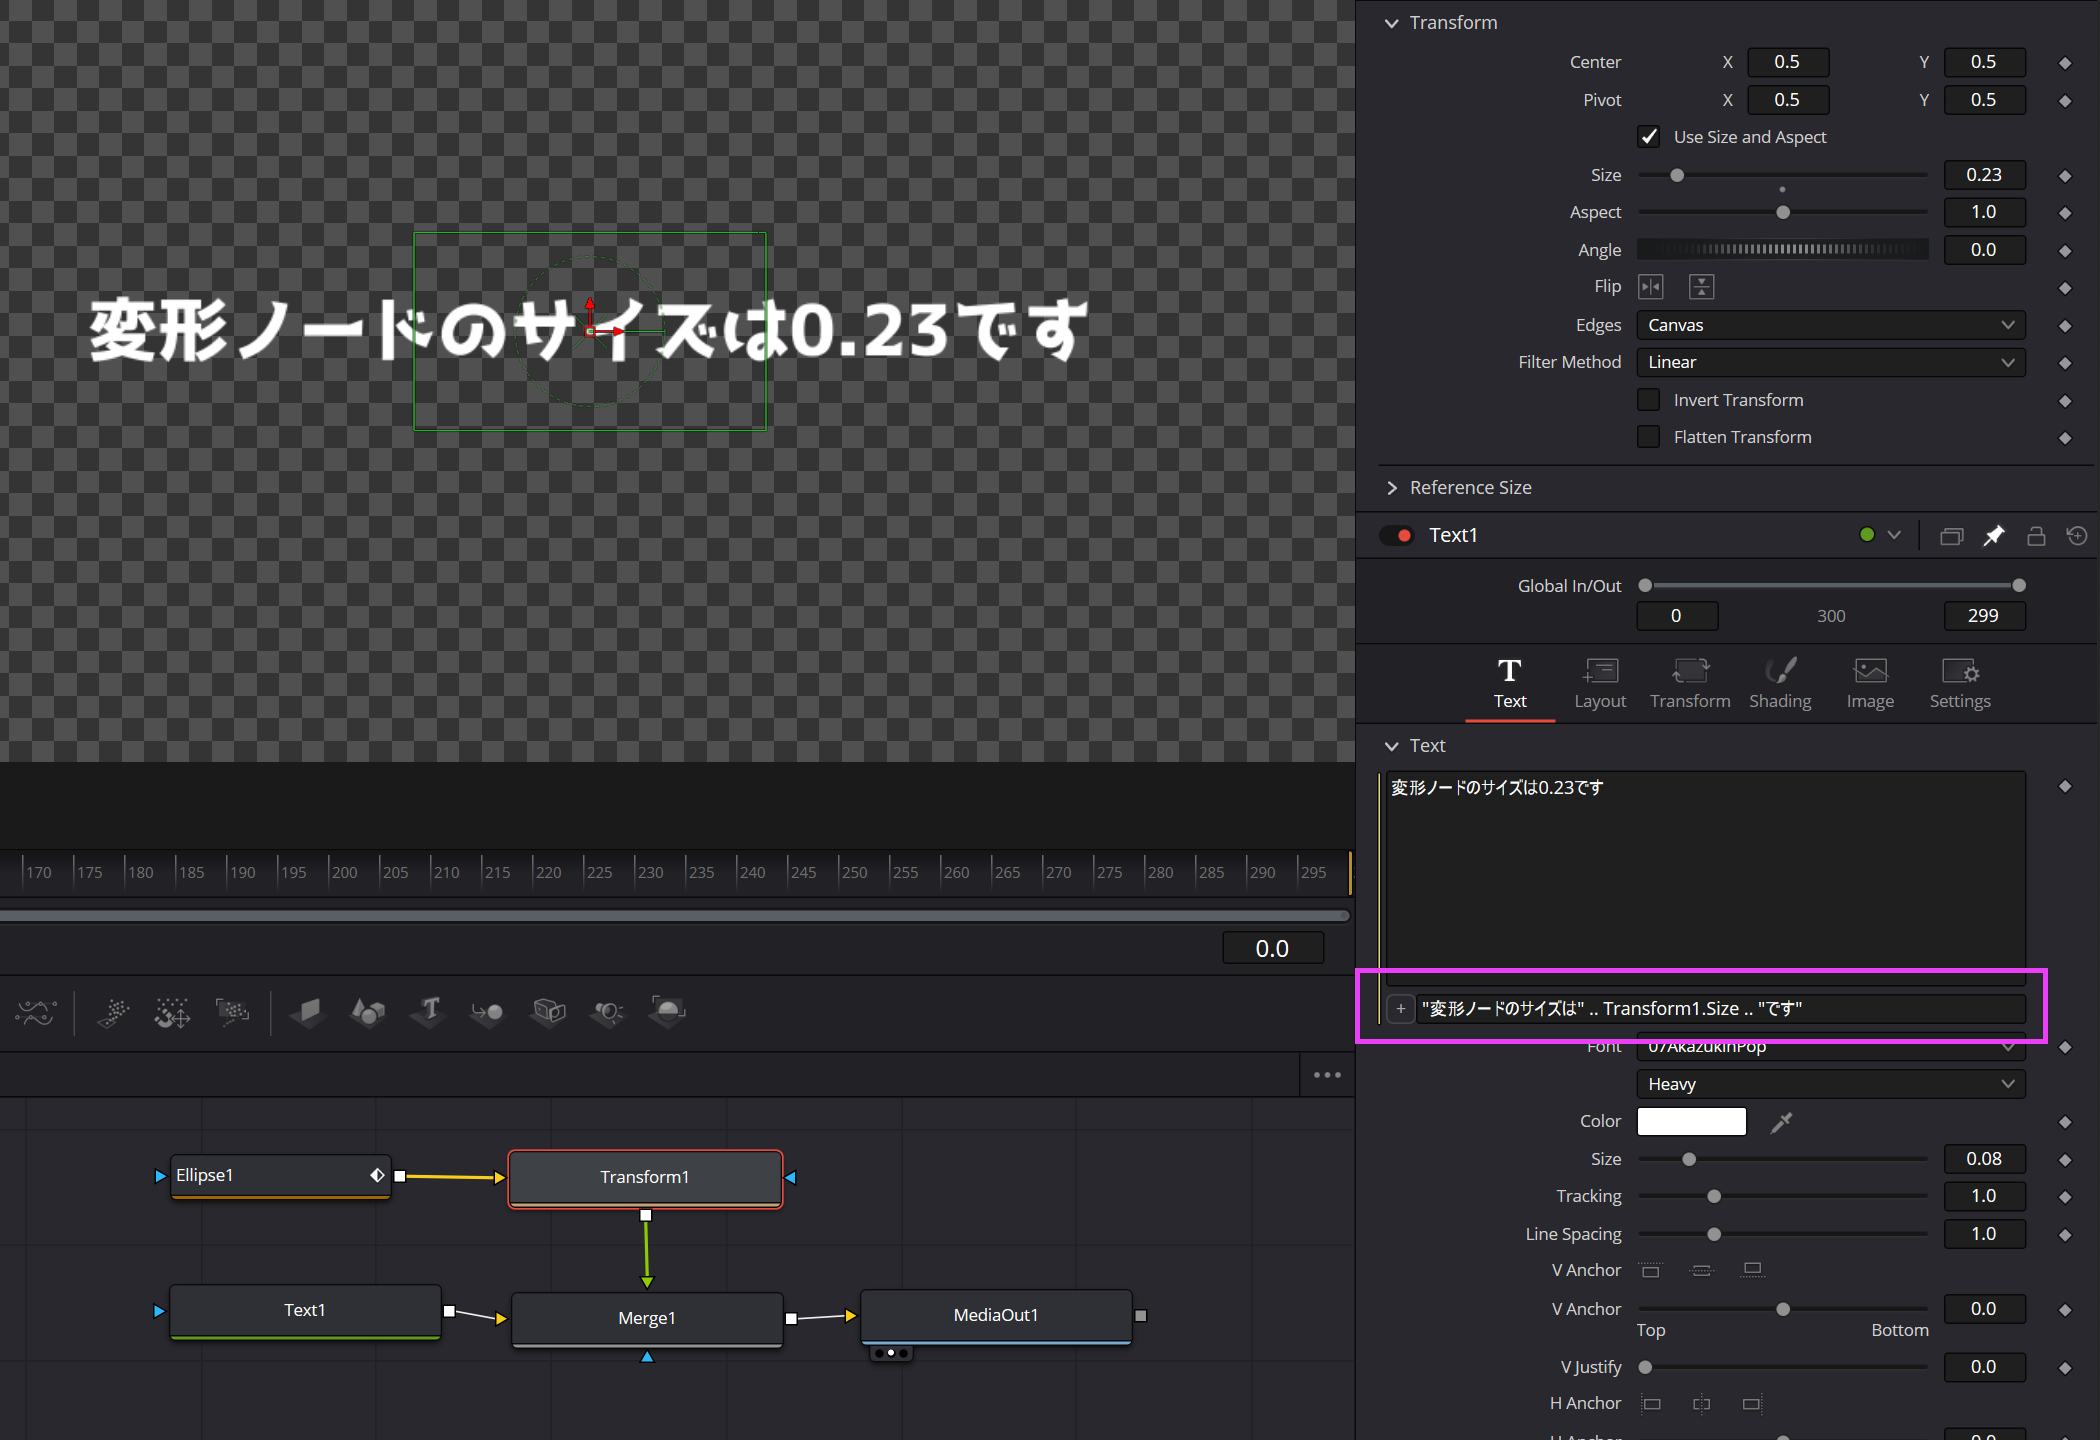 変形ノードのサイズは0.23です
170 175 180 185 190 195 200 205 210 215 220 225 230 235 240 245 250 255 260 265 270 275 280 285 290 295
0.0
Ellipse1
Transform1
Text1
Merge1
MediaOut1
Transform
Center X 0.5 Y 0.5
Pivot X 0.5 Y 0.5
Use Size and Aspect
Size 0.23
Aspect 1.0
Angle 0.0
Flip
Edges Canvas
Filter Method Linear
Invert Transform
Flatten Transform
Reference Size
Text1
Global In/Out
0 300 299
Text Layout Transform Shading Image Settings
Text
変形ノードのサイズは0.23です
"変形ノードのサイズは" .. Transform1.Size .. "です"
Font 07AkazukinPop
Heavy
Color
Size 0.08
Tracking 1.0
Line Spacing 1.0
V Anchor
V Anchor 0.0
Top Bottom
V Justify 0.0
H Anchor
H Anchor 0.0